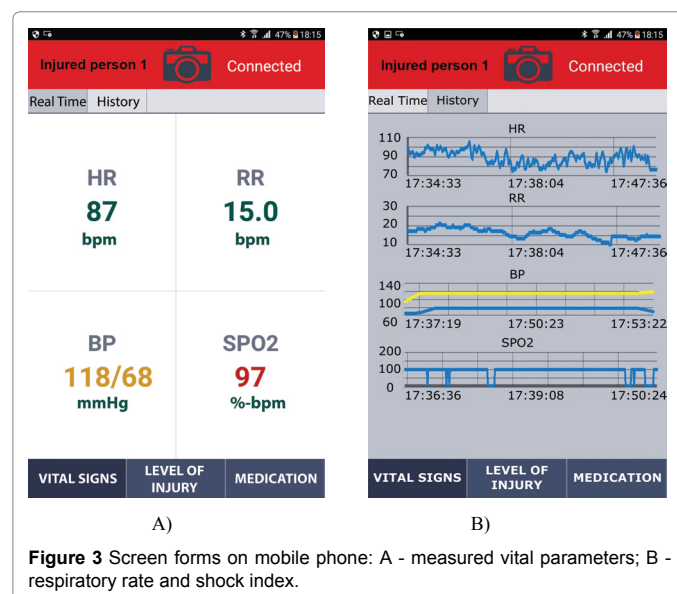 47% 18:15
Injured person 1 Connected
Real Time History
HR
87
bpm
RR
15.0
bpm
BP
118/68
mmHg
SPO2
97
%-bpm
VITAL SIGNS LEVEL OF INJURY MEDICATION
A)
47% 18:15
Injured person 1 Connected
Real Time History
HR
110
90
70
17:34:33 17:38:04 17:47:36
RR
30
20
10
17:34:33 17:38:04 17:47:36
BP
140
100
60
17:37:19 17:50:23 17:53:22
SPO2
200
100
0
17:36:36 17:39:08 17:50:24
VITAL SIGNS LEVEL OF INJURY MEDICATION
B)
Figure 3 Screen forms on mobile phone: A - measured vital parameters; B -
respiratory rate and shock index.